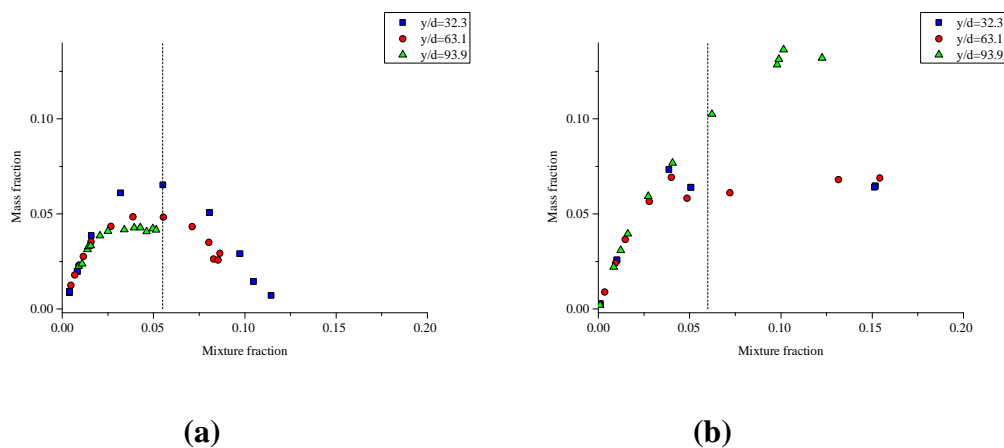 y/d=32.3
y/d=63.1
y/d=93.9
0.10
0.05
0.00
Mass fraction
0.00 0.05 0.10 0.15 0.20
Mixture fraction
(a)
y/d=32.3
y/d=63.1
y/d=93.9
0.10
0.05
0.00
Mass fraction
0.00 0.05 0.10 0.15 0.20
Mixture fraction
(b)